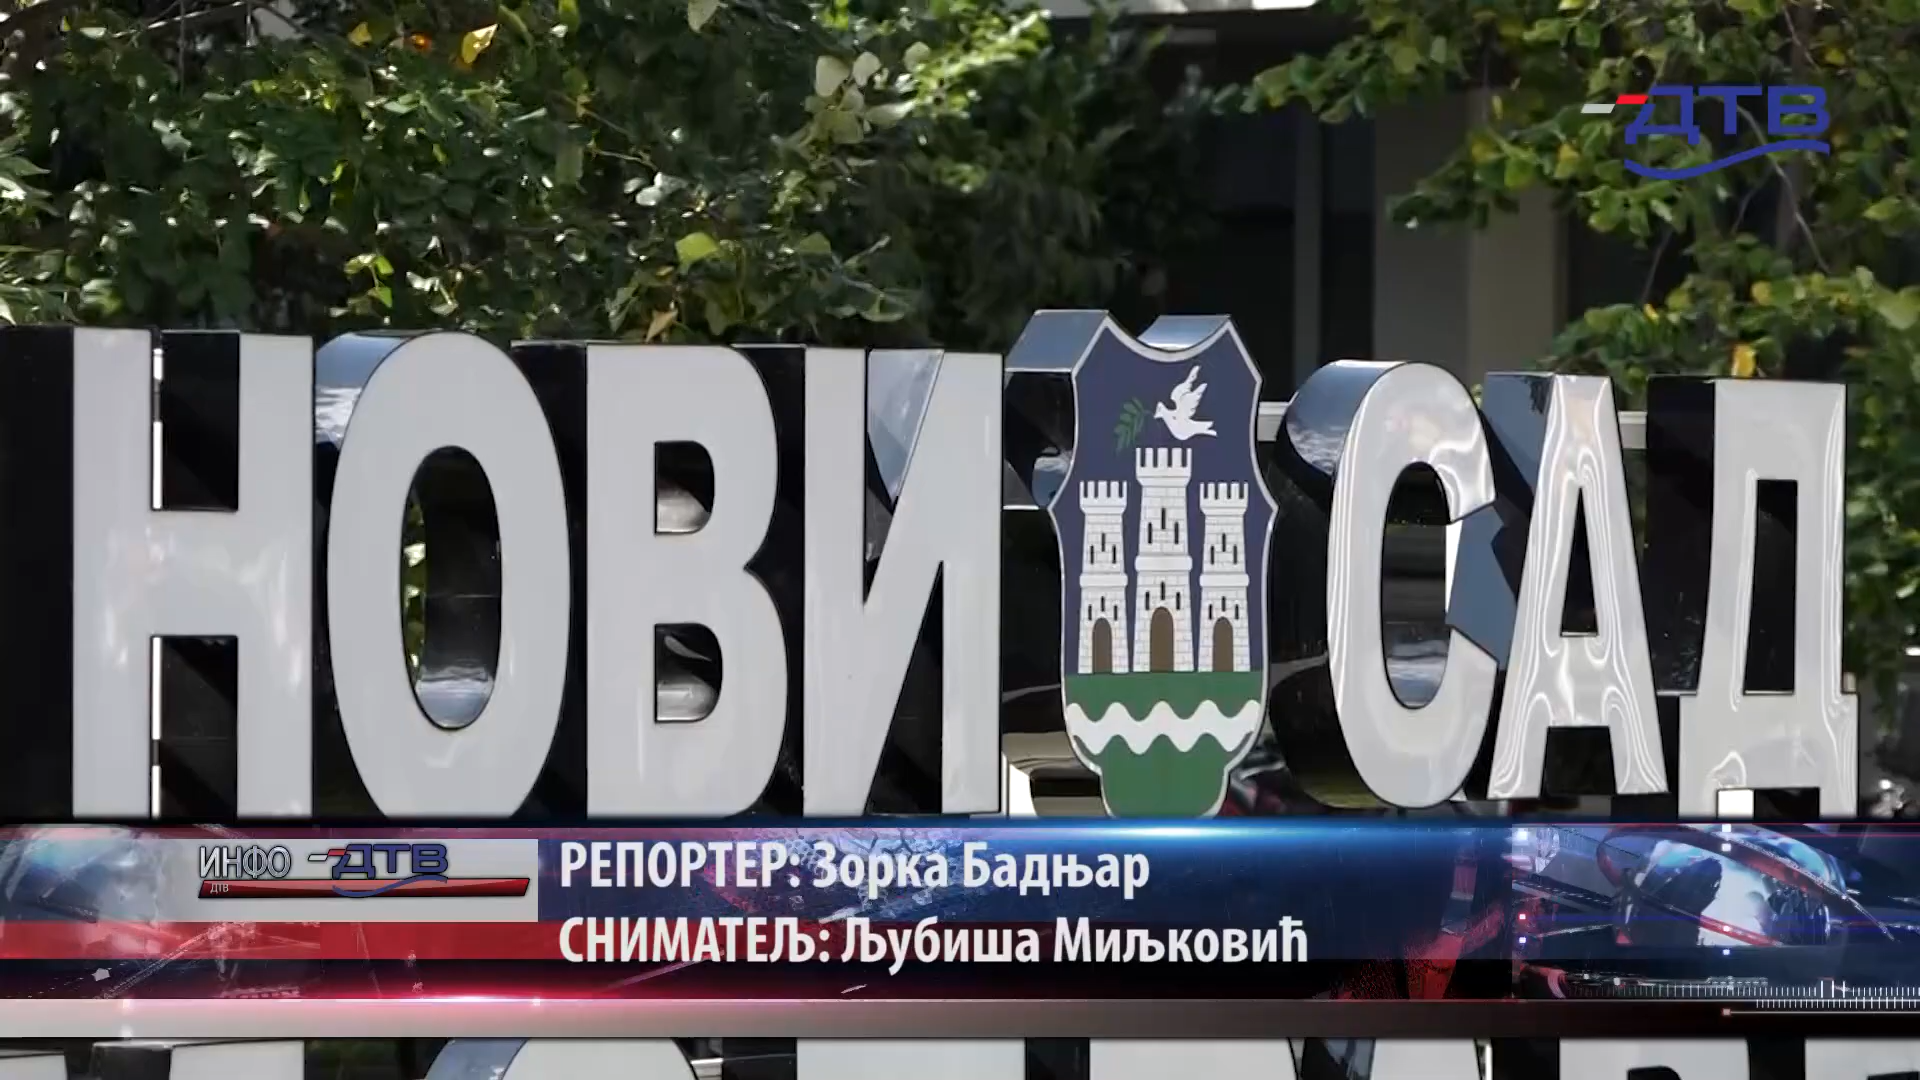 ДТВ
НОВИ САД
ИНФО ДТВ
ДТВ
РЕПОРТЕР: Зорка Бадњар
СНИМАТЕЉ: Љубиша Миљковић